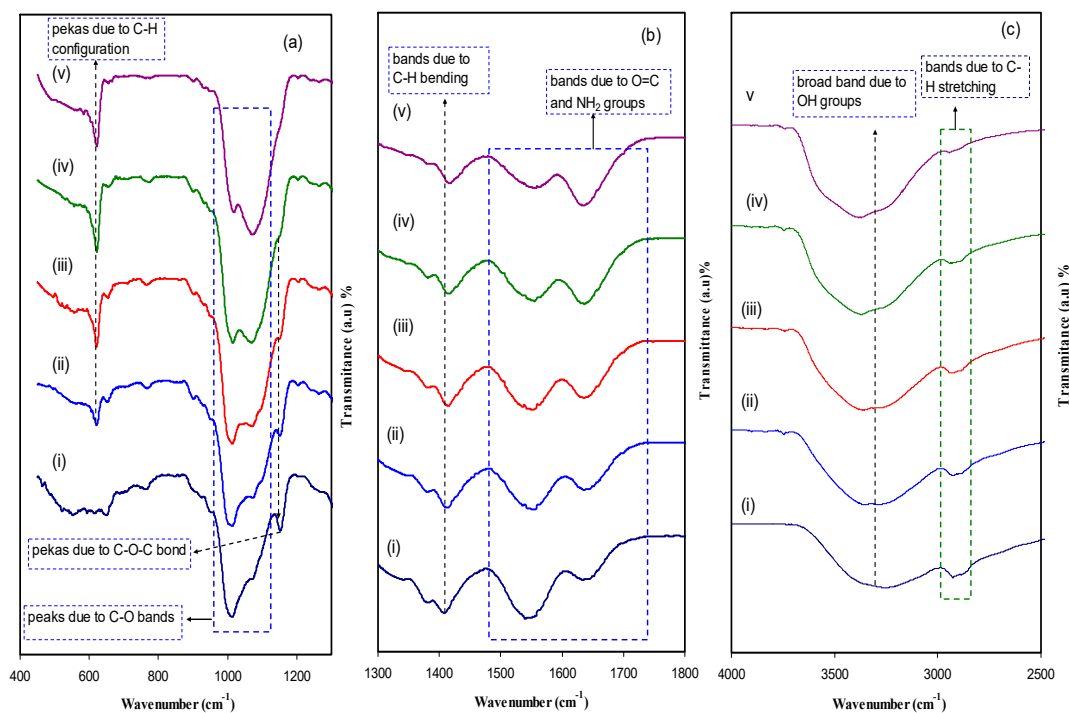 pekas due to C-H
configuration
(a)
(v)
(iv)
(iii)
(ii)
(i)
pekas due to C-O-C bond
peaks due to C-O bands
400 600 800 1000 1200
Wavenumber (cm-1)
Transmitance (a.u) %
(b)
bands due to
C-H bending
bands due to O=C
and NH2 groups
(v)
(iv)
(iii)
(ii)
(i)
1300 1400 1500 1600 1700 1800
Wavenumber (cm-1)
Transmittance (a.u)%
(c)
broad band due to
OH groups
bands due to C-
H stretching
v
(iv)
(iii)
(ii)
(i)
4000 3500 3000 2500
Wavenumber (cm-1)
Transmitance (a.u) %